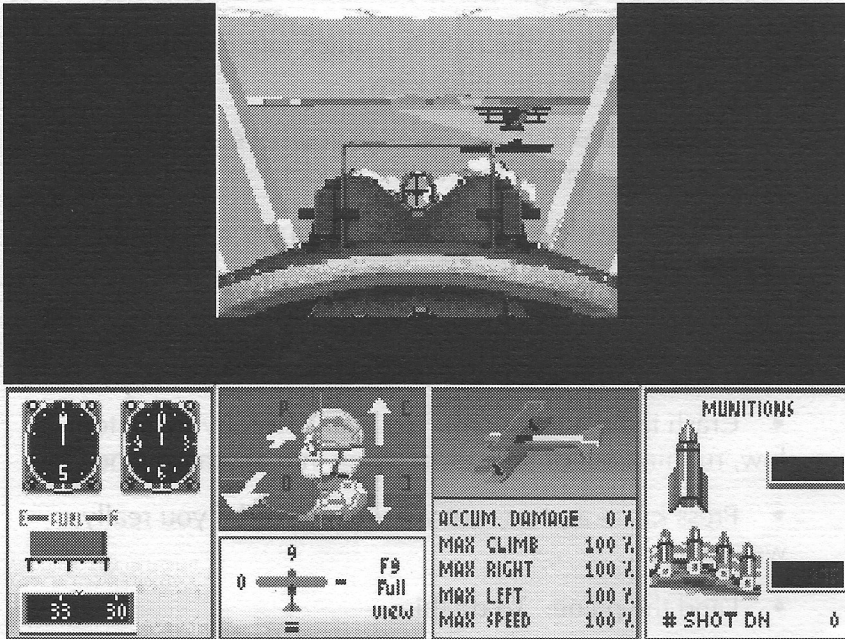 E FUEL F
33 30
P C
O J
9
0 =
F9
Full
view
ACCUM. DAMAGE 0 %
MAX CLIMB 100 %
MAX RIGHT 100 %
MAX LEFT 100 %
MAX SPEED 100 %
MUNITIONS
# SHOT DN 0